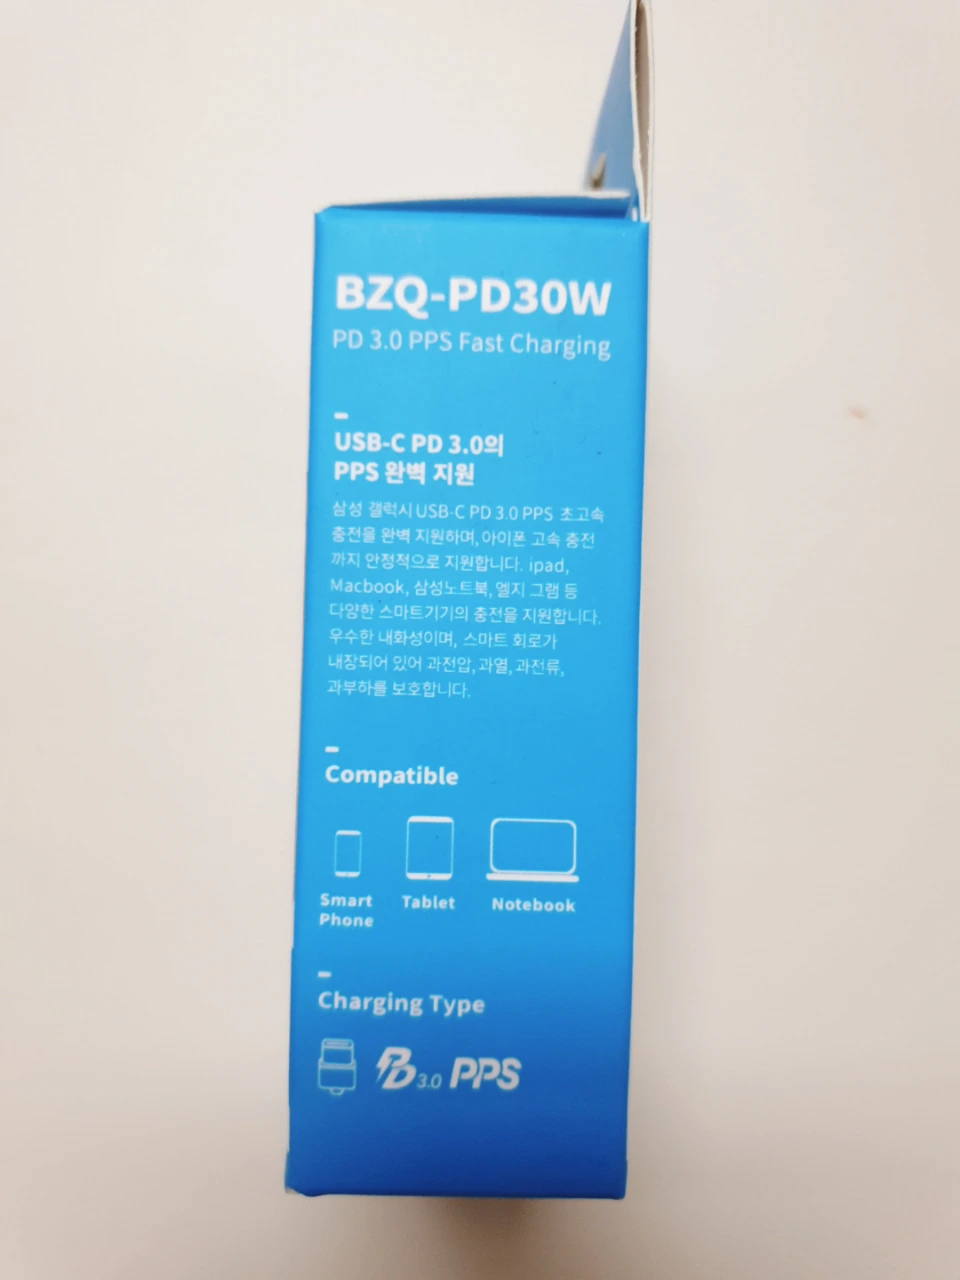 BZQ-PD30W
PD 3.0 PPS Fast Charging
USB-C PD 3.0의
PPS 완벽 지원
삼성 갤럭시 USB-C PD 3.0 PPS 초고속
충전을 완벽 지원하며, 아이폰 고속 충전
까지 안정적으로 지원합니다. ipad,
Macbook, 삼성노트북, 엘지 그램 등
다양한 스마트기기의 충전을 지원합니다.
우수한 내화성이며, 스마트 회로가
내장되어 있어 과전압, 과열, 과전류,
과부하를 보호합니다.
Compatible
Smart Tablet Notebook
Phone
Charging Type
PD 3.0 PPS